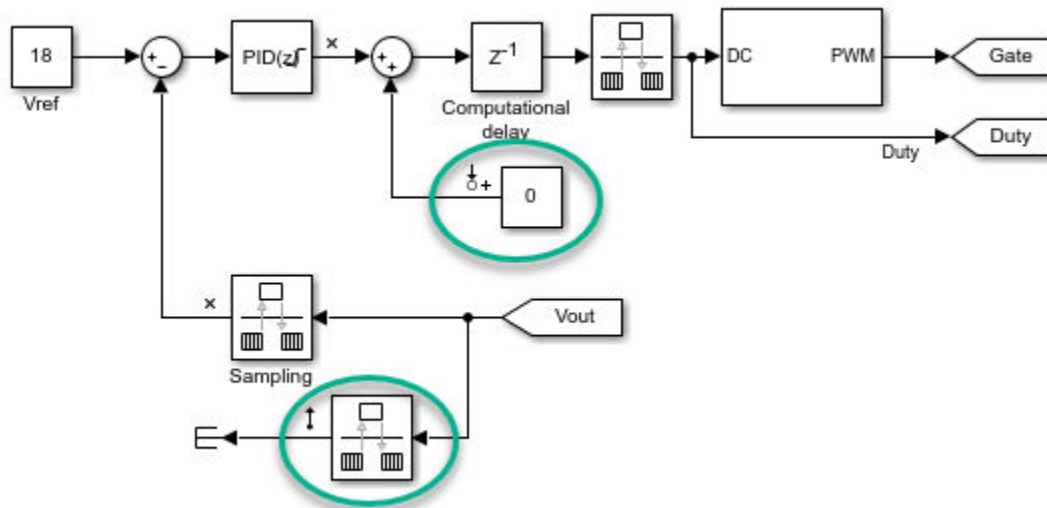 18
Vref
+
-
PID(z)
+
+
Z-1
Computational
delay
DC
PWM
Gate
Duty
Duty
+
0
Vout
Sampling